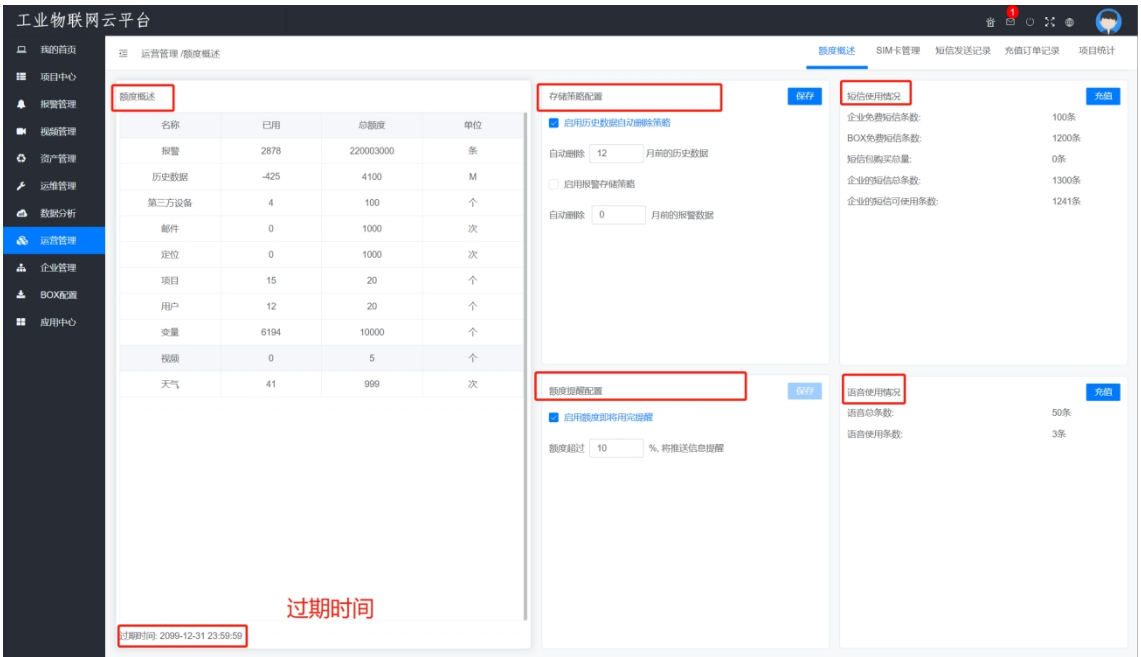 工业物联网云平台
1
我的首页
项目中心
报警管理
视频管理
资产管理
运维管理
数据分析
运营管理
企业管理
BOX配置
应用中心
运营管理 /额度概述
额度概述 SIM卡管理 短信发送记录 充值订单记录 项目统计
额度概述
名称 已用 总额度 单位
报警 2878 220003000 条
历史数据 -425 4100 M
第三方设备 4 100 个
邮件 0 1000 次
定位 0 1000 次
项目 15 20 个
用户 12 20 个
变量 6194 10000 个
视频 0 5 个
天气 41 999 次
过期时间
过期时间: 2099-12-31 23:59:59
存储策略配置 保存
启用历史数据自动删除策略
自动删除 12 月前的历史数据
启用报警存储策略
自动删除 0 月前的报警数据
额度提醒配置 保存
启用额度即将用完提醒
额度超过 10 %, 将推送信息提醒
短信使用情况 充值
企业免费短信条数: 100条
BOX免费短信条数: 1200条
短信包购买总量: 0条
企业的短信总条数: 1300条
企业的短信可使用条数: 1241条
语音使用情况 充值
语音总条数: 50条
语音使用条数: 3条